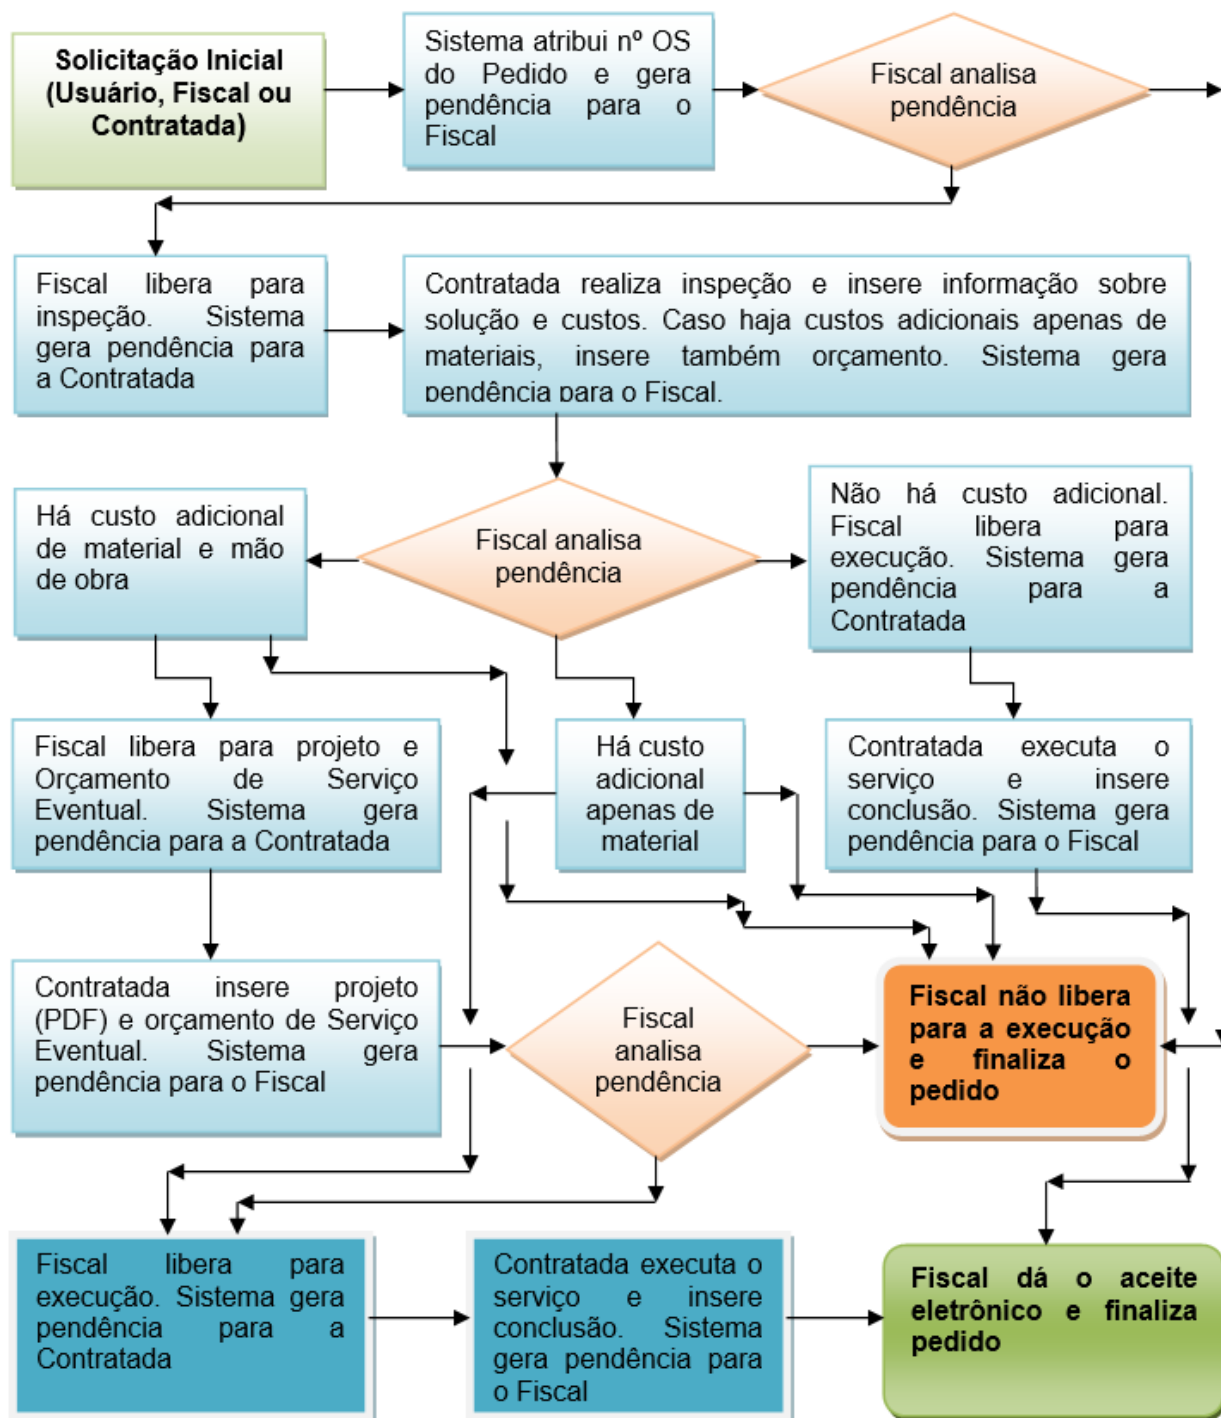 Solicitação Inicial
(Usuário, Fiscal ou
Contratada)
Sistema atribui nº OS
do Pedido e gera
pendência para o
Fiscal
Fiscal analisa
pendência
Fiscal libera para
inspeção. Sistema
gera pendência para
a Contratada
Contratada realiza inspeção e insere informação sobre
solução e custos. Caso haja custos adicionais apenas de
materiais, insere também orçamento. Sistema gera
pendência para o Fiscal.
Há custo adicional
de material e mão
de obra
Fiscal analisa
pendência
Não há custo adicional.
Fiscal libera para
execução. Sistema gera
pendência para a
Contratada
Fiscal libera para projeto e
Orçamento de Serviço
Eventual. Sistema gera
pendência para a Contratada
Há custo
adicional
apenas de
material
Contratada executa o
serviço e insere
conclusão. Sistema gera
pendência para o Fiscal
Contratada insere projeto
(PDF) e orçamento de Serviço
Eventual. Sistema gera
pendência para o Fiscal
Fiscal
analisa
pendência
Fiscal não libera
para a execução
e finaliza o
pedido
Fiscal libera para
execução. Sistema gera
pendência para a
Contratada
Contratada executa o
serviço e insere
conclusão. Sistema
gera pendência para
o Fiscal
Fiscal dá o aceite
eletrônico e finaliza
pedido